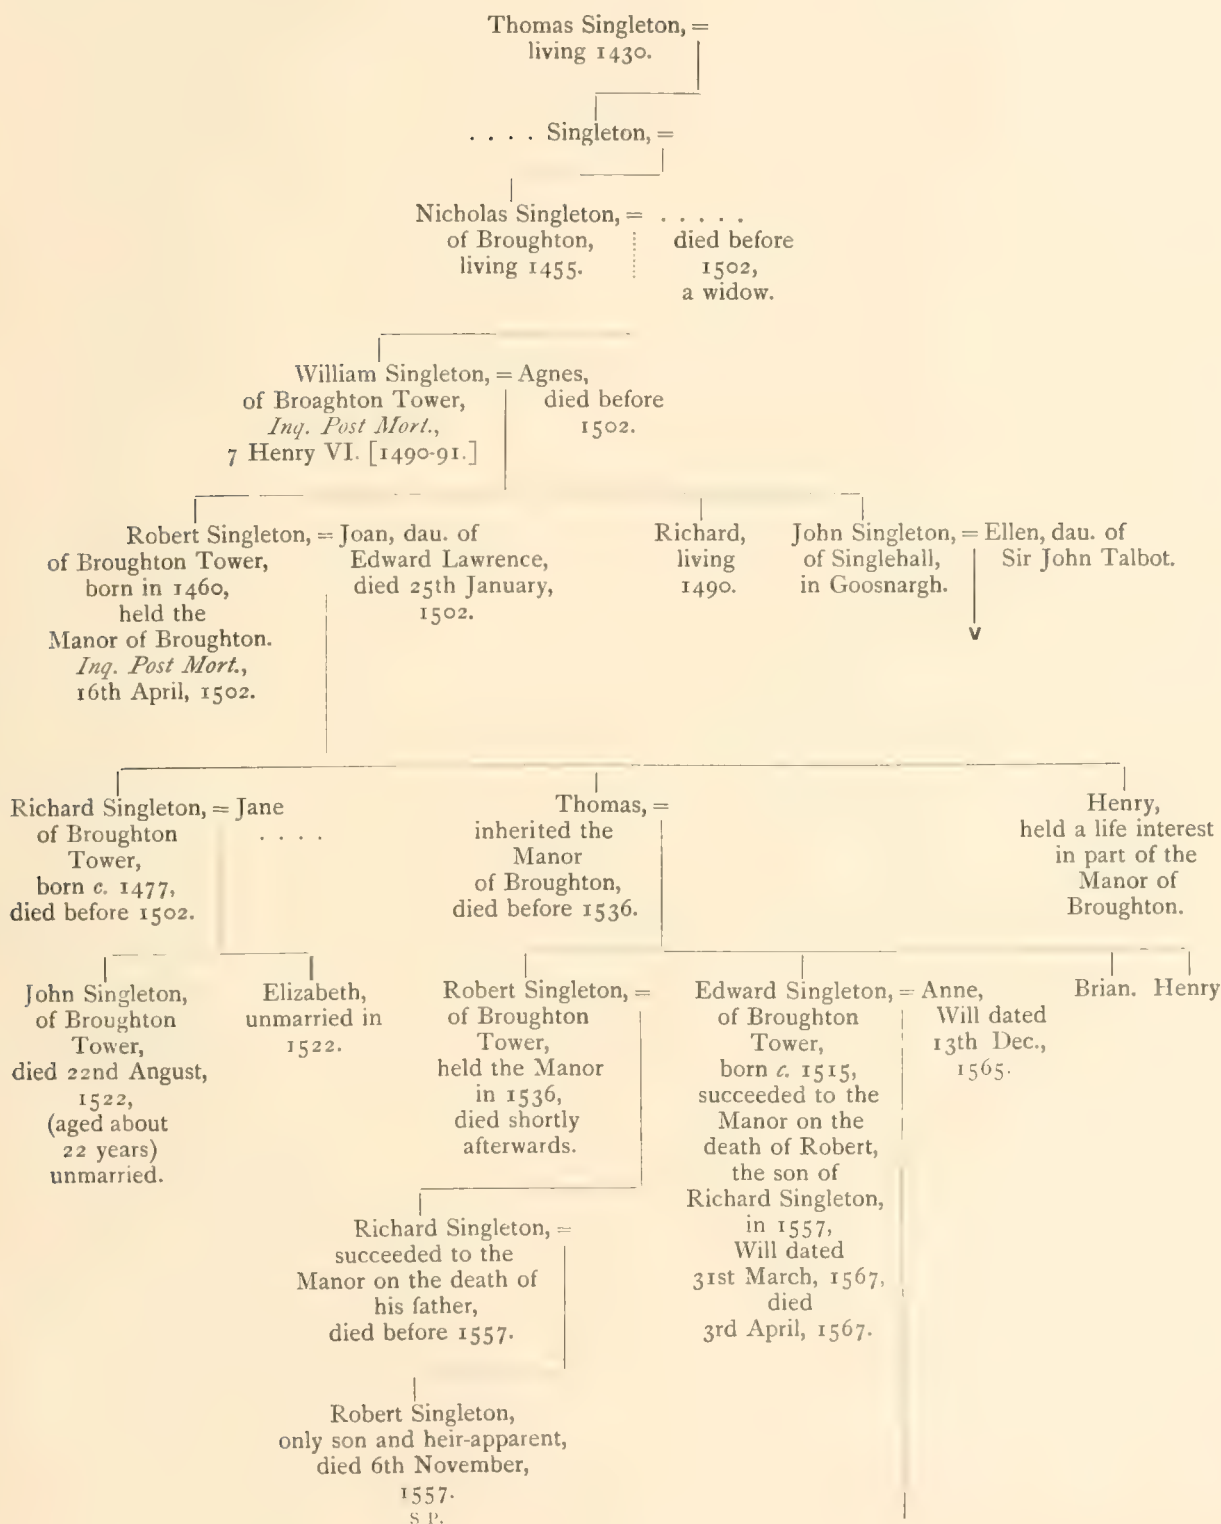 Thomas Singleton, =
living 1430.
. . . . Singleton, =
Nicholas Singleton, = . . . . .
of Broughton,
living 1455.
died before
1502,
a widow.
William Singleton, = Agnes,
of Broaghton Tower,
Inq. Post Mort.,
7 Henry VI. [1490-91.]
died before
1502.
Robert Singleton, = Joan, dau. of
of Broughton Tower,
born in 1460,
held the
Manor of Broughton.
Inq. Post Mort.,
16th April, 1502.
Edward Lawrence,
died 25th January,
1502.
Richard,
living
1490.
John Singleton, = Ellen, dau. of
of Singlehall,
in Goosnargh.
Sir John Talbot.
Richard Singleton, = Jane
of Broughton
Tower,
born c. 1477,
died before 1502.
. . . .
Thomas, =
inherited the
Manor
of Broughton,
died before 1536.
Henry,
held a life interest
in part of the
Manor of
Broughton.
John Singleton,
of Broughton
Tower,
died 22nd Angust,
1522,
(aged about
22 years)
unmarried.
Elizabeth,
unmarried in
1522.
Robert Singleton, =
of Broughton
Tower,
held the Manor
in 1536,
died shortly
afterwards.
Edward Singleton, = Anne,
of Broughton
Tower,
born c. 1515,
succeeded to the
Manor on the
death of Robert,
the son of
Richard Singleton,
in 1557,
Will dated
31st March, 1567,
died
3rd April, 1567.
Will dated
13th Dec.,
1565.
Brian. Henry
Richard Singleton, =
succeeded to the
Manor on the death of
his father,
died before 1557.
Robert Singleton,
only son and heir-apparent,
died 6th November,
1557.
S P.